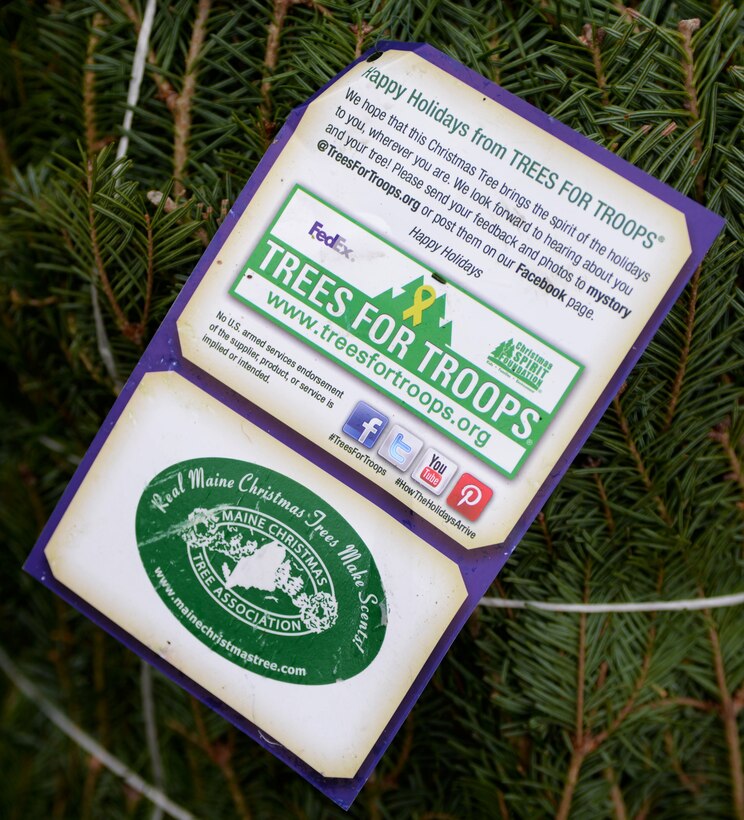 Happy Holidays from TREES FOR TROOPS®
We hope that this Christmas Tree brings the spirit of the holidays
to you, wherever you are. We look forward to hearing about you
and your tree! Please send your feedback and photos to mystory
@TreesForTroops.org or post them on our Facebook page.
Happy Holidays
FedEx®
TREES FOR TROOPS®
www.treesfortroops.org
Christmas
SPIRIT
FOUNDATION
No U.S. armed services endorsement
of the supplier, product, or service is
implied or intended.
f
t
You
Tube
P
#TreesForTroops
#HowTheHolidaysArrive
Real Maine Christmas Trees Make Scents!
MAINE CHRISTMAS
TREE ASSOCIATION
www.mainechristmastree.com